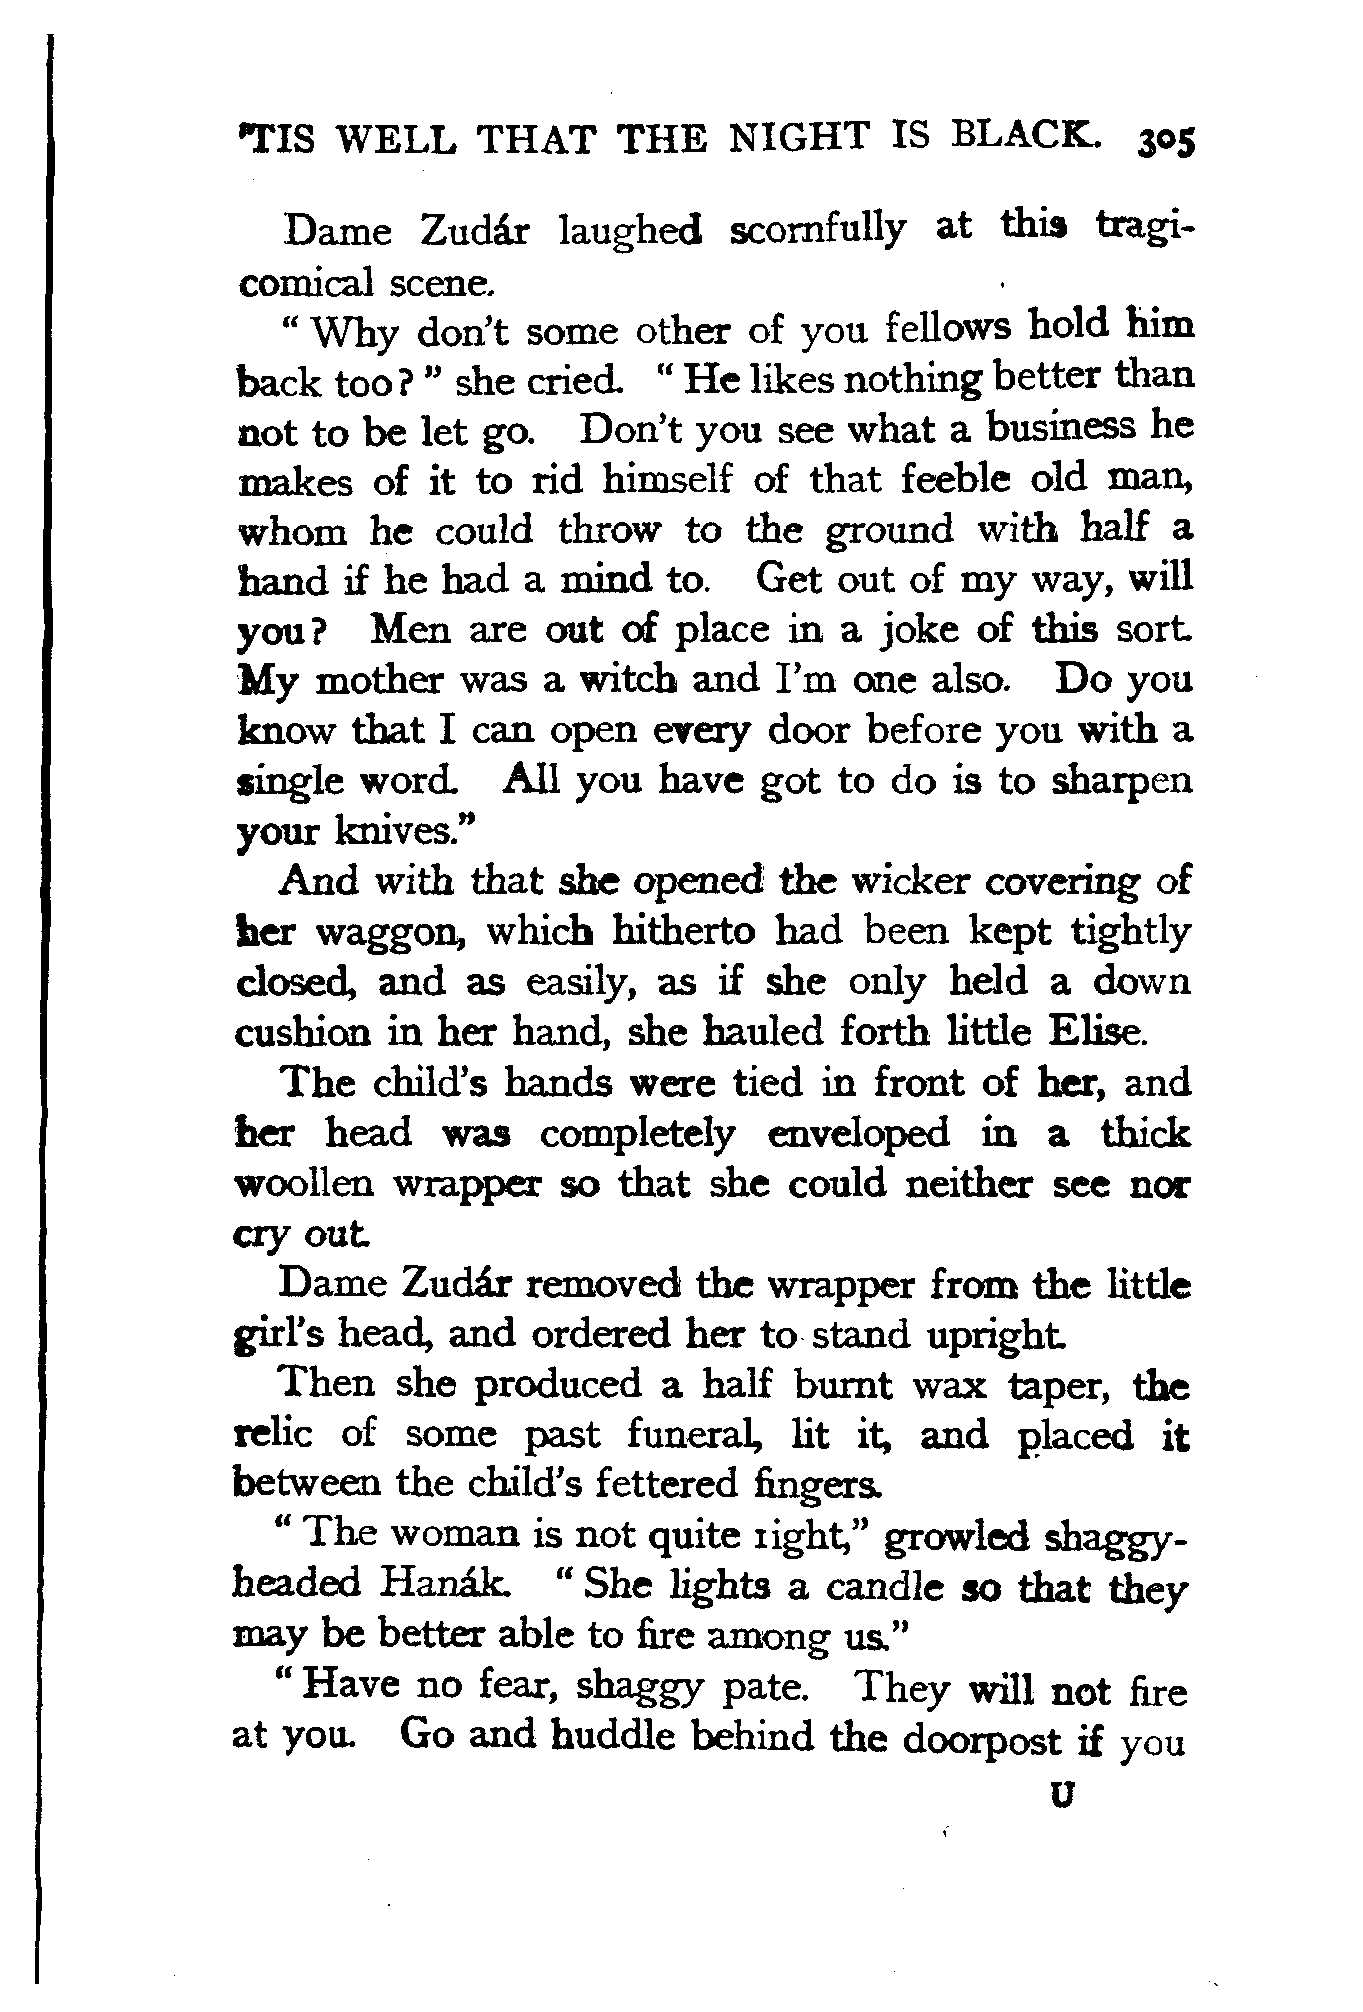 'TIS WELL THAT THE NIGHT IS BLACK. 305
Dame Zudár laughed scornfully at this tragi-
comical scene.
" Why don't some other of you fellows hold him
back too? " she cried. " He likes nothing better than
not to be let go. Don't you see what a business he
makes of it to rid himself of that feeble old man,
whom he could throw to the ground with half a
hand if he had a mind to. Get out of my way, will
you? Men are out of place in a joke of this sort.
My mother was a witch and I'm one also. Do you
know that I can open every door before you with a
single word. All you have got to do is to sharpen
your knives."
And with that she opened the wicker covering of
her waggon, which hitherto had been kept tightly
closed, and as easily, as if she only held a down
cushion in her hand, she hauled forth little Elise.
The child's hands were tied in front of her, and
her head was completely enveloped in a thick
woollen wrapper so that she could neither see nor
cry out.
Dame Zudár removed the wrapper from the little
girl's head, and ordered her to stand upright.
Then she produced a half burnt wax taper, the
relic of some past funeral, lit it, and placed it
between the child's fettered fingers.
" The woman is not quite right," growled shaggy-
headed Hanák. " She lights a candle so that they
may be better able to fire among us."
" Have no fear, shaggy pate. They will not fire
at you. Go and huddle behind the doorpost if you
U